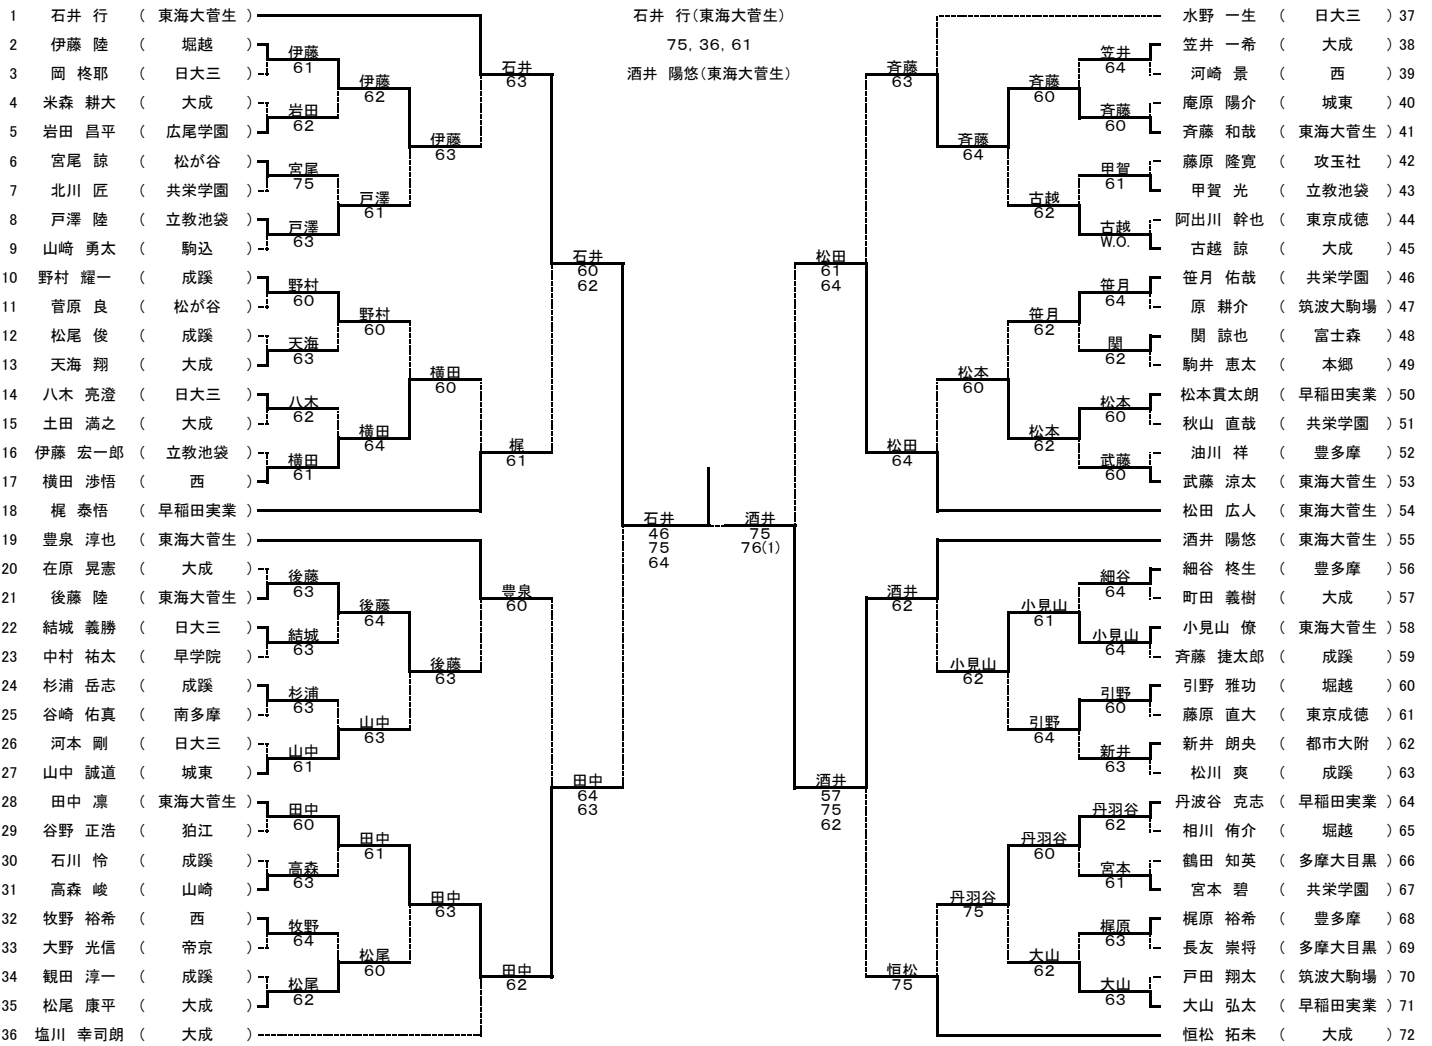 石井 行(東海大菅生)
75, 36, 61
酒井 陽悠(東海大菅生)
1 石井 行 ( 東海大菅生 )
2 伊藤 陸 ( 堀越 )
3 岡 柊耶 ( 日大三 )
4 米森 耕大 ( 大成 )
5 岩田 昌平 ( 広尾学園 )
6 宮尾 諒 ( 松が谷 )
7 北川 匠 ( 共栄学園 )
8 戸澤 陸 ( 立教池袋 )
9 山﨑 勇太 ( 駒込 )
10 野村 耀一 ( 成蹊 )
11 菅原 良 ( 松が谷 )
12 松尾 俊 ( 成蹊 )
13 天海 翔 ( 大成 )
14 八木 亮澄 ( 日大三 )
15 土田 満之 ( 大成 )
16 伊藤 宏一郎 ( 立教池袋 )
17 横田 渉悟 ( 西 )
18 梶 泰悟 ( 早稲田実業 )
19 豊泉 淳也 ( 東海大菅生 )
20 在原 晃憲 ( 大成 )
21 後藤 陸 ( 東海大菅生 )
22 結城 義勝 ( 日大三 )
23 中村 祐太 ( 早学院 )
24 杉浦 岳志 ( 成蹊 )
25 谷崎 佑真 ( 南多摩 )
26 河本 剛 ( 日大三 )
27 山中 誠道 ( 城東 )
28 田中 凛 ( 東海大菅生 )
29 谷野 正浩 ( 狛江 )
30 石川 怜 ( 成蹊 )
31 高森 峻 ( 山崎 )
32 牧野 裕希 ( 西 )
33 大野 光信 ( 帝京 )
34 観田 淳一 ( 成蹊 )
35 松尾 康平 ( 大成 )
36 塩川 幸司朗 ( 大成 )
伊藤
61
岩田
62
宮尾
75
戸澤
63
野村
60
天海
63
八木
62
横田
61
後藤
63
結城
63
杉浦
63
山中
61
田中
60
高森
63
牧野
64
松尾
62
伊藤
62
戸澤
61
野村
60
横田
64
後藤
64
山中
63
田中
61
松尾
60
伊藤
63
横田
60
後藤
63
田中
63
石井
63
梶
61
豊泉
60
田中
62
石井
60
62
田中
64
63
石井
46
75
64
酒井
75
76(1)
松田
61
64
酒井
57
75
62
斉藤
63
松田
64
酒井
62
恒松
75
斉藤
64
松本
60
小見山
62
丹羽谷
75
斉藤
60
古越
62
笹月
62
松本
62
小見山
61
引野
64
丹羽谷
60
大山
62
笠井
64
斉藤
60
甲賀
61
古越
W.O.
笹月
64
関
62
松本
60
武藤
60
細谷
64
小見山
64
引野
60
新井
63
丹羽谷
62
宮本
61
梶原
63
大山
63
水野 一生 ( 日大三 ) 37
笠井 一希 ( 大成 ) 38
河崎 景 ( 西 ) 39
庵原 陽介 ( 城東 ) 40
斉藤 和哉 ( 東海大菅生 ) 41
藤原 隆寛 ( 攻玉社 ) 42
甲賀 光 ( 立教池袋 ) 43
阿出川 幹也 ( 東京成徳 ) 44
古越 諒 ( 大成 ) 45
笹月 佑哉 ( 共栄学園 ) 46
原 耕介 ( 筑波大駒場 ) 47
関 諒也 ( 富士森 ) 48
駒井 恵太 ( 本郷 ) 49
松本貫太朗 ( 早稲田実業 ) 50
秋山 直哉 ( 共栄学園 ) 51
油川 祥 ( 豊多摩 ) 52
武藤 涼太 ( 東海大菅生 ) 53
松田 広人 ( 東海大菅生 ) 54
酒井 陽悠 ( 東海大菅生 ) 55
細谷 柊生 ( 豊多摩 ) 56
町田 義樹 ( 大成 ) 57
小見山 僚 ( 東海大菅生 ) 58
斉藤 捷太郎 ( 成蹊 ) 59
引野 雅功 ( 堀越 ) 60
藤原 直大 ( 東京成徳 ) 61
新井 朗央 ( 都市大附 ) 62
松川 爽 ( 成蹊 ) 63
丹波谷 克志 ( 早稲田実業 ) 64
相川 侑介 ( 堀越 ) 65
鶴田 知英 ( 多摩大目黒 ) 66
宮本 碧 ( 共栄学園 ) 67
梶原 裕希 ( 豊多摩 ) 68
長友 崇将 ( 多摩大目黒 ) 69
戸田 翔太 ( 筑波大駒場 ) 70
大山 弘太 ( 早稲田実業 ) 71
恒松 拓未 ( 大成 ) 72